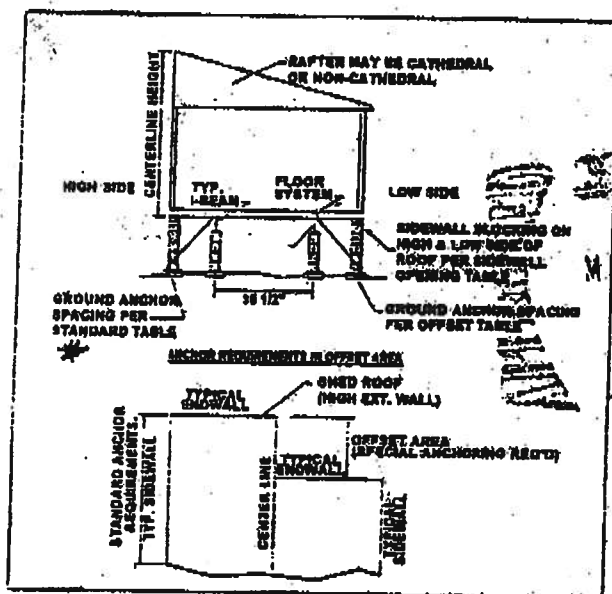 RAFTER MAY BE CATHEDRAL
OR NON-CATHEDRAL
CENTERLINE HEIGHT
HIGH SIDE
TYP.
I-BEAM
FLOOR
SYSTEM
LOW SIDE
SIDEWALL BLOCKING ON
HIGH & LOW SIDE OF
ROOF PER SIDEWALL
OPENING TABLE
GROUND ANCHOR
SPACING PER
STANDARD TABLE
1/2"
GROUND ANCHOR SPACING
PER OFFSET TABLE
ANCHOR REQUIREMENTS IN OFFSET AREA
TYPICAL
ENDWALL
SHED ROOF
(HIGH EXT. WALL)
STANDARD ANCHOR
REQUIREMENTS.
TYP. SIDEWALL
CENTER LINE
TYPICAL
ENDWALL
OFFSET AREA
(SPECIAL ANCHORING REQ'D)
TYPICAL
SIDEWALL